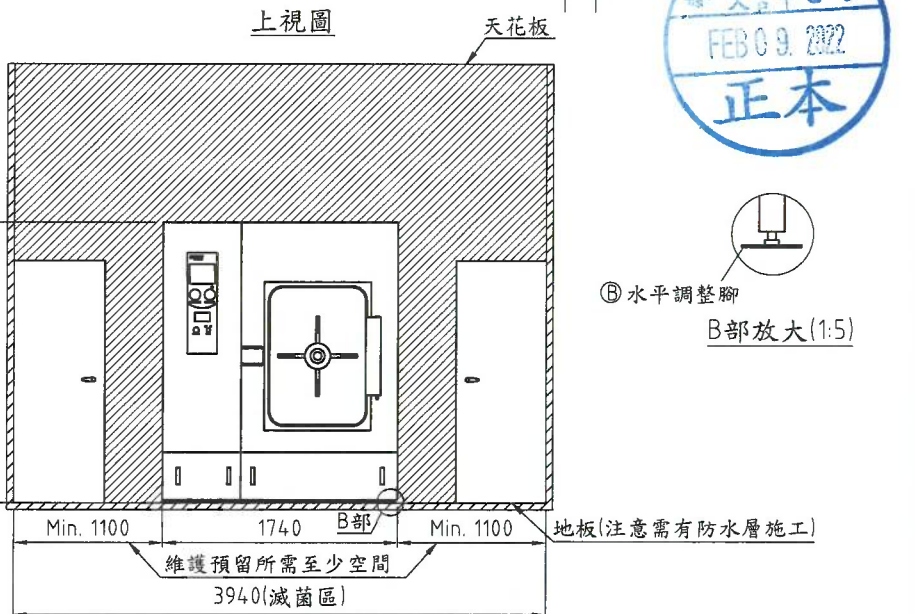 上視圖
天花板
FEB 09. 2022
正本
Ⓑ 水平調整腳
B部放大(1:5)
Min. 1100
1740
B部
Min. 1100
地板(注意需有防水層施工)
維護預留所需至少空間
3940(滅菌區)